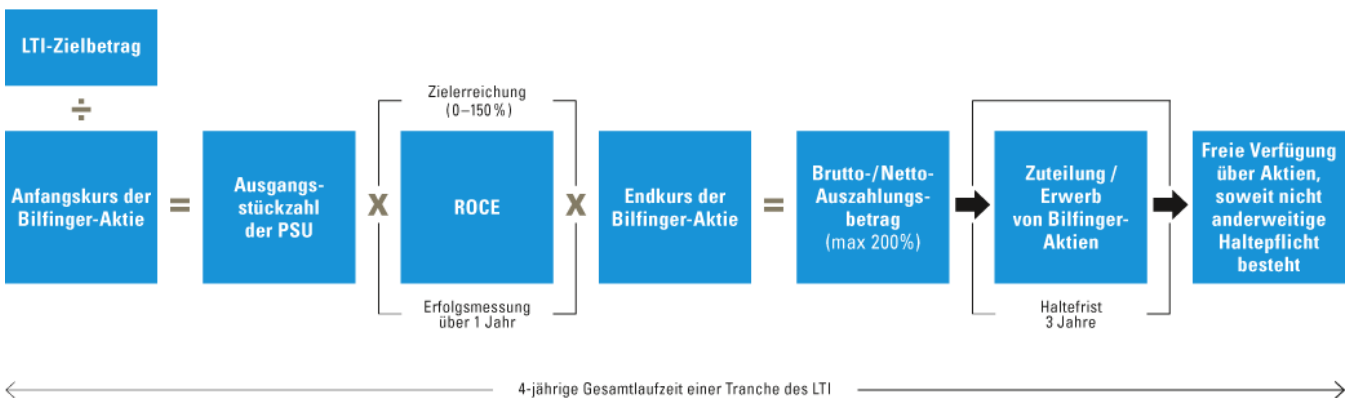 LTI-Zielbetrag
÷
Anfangskurs der
Bilfinger-Aktie
=
Ausgangs-
stückzahl
der PSU
X
Zielerreichung
(0–150 %)
ROCE
Erfolgsmessung
über 1 Jahr
X
Endkurs der
Bilfinger-Aktie
=
Brutto-/Netto-
Auszahlungs-
betrag
(max 200%)
Zuteilung /
Erwerb
von Bilfinger-
Aktien
Haltefrist
3 Jahre
Freie Verfügung
über Aktien,
soweit nicht
anderweitige
Haltepflicht
besteht
4-jährige Gesamtlaufzeit einer Tranche des LTI